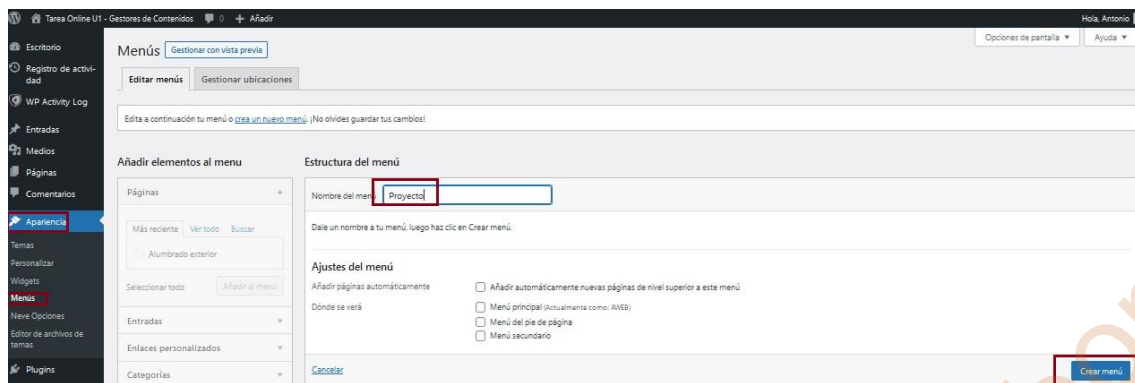 Tarea Online U1 - Gestores de Contenidos 0 + Añadir Hola, Antonio
Opciones de pantalla ▼ Ayuda ▼
Escritorio
Registro de activi-
dad
WP Activity Log
Entradas
Medios
Páginas
Comentarios
Apariencia
Temas
Personalizar
Widgets
Menús
Neve Opciones
Editor de archivos de
temas
Plugins
Menús Gestionar con vista previa
Editar menús Gestionar ubicaciones
Edita a continuación tu menú o crea un nuevo menú. ¡No olvides guardar tus cambios!
Añadir elementos al menu
Páginas
Más reciente Ver todo Buscar
Alumbrado exterior
Seleccionar todo Añadir al menú
Entradas
Enlaces personalizados
Categorías
Estructura del menú
Nombre del menú Proyecto
Dale un nombre a tu menú, luego haz clic en Crear menú.
Ajustes del menú
Añadir páginas automáticamente Añadir automáticamente nuevas páginas de nivel superior a este menú
Dónde se verá Menú principal (Actualmente como: AWEB)
Menú del pie de página
Menú secundario
Cancelar Crear menú